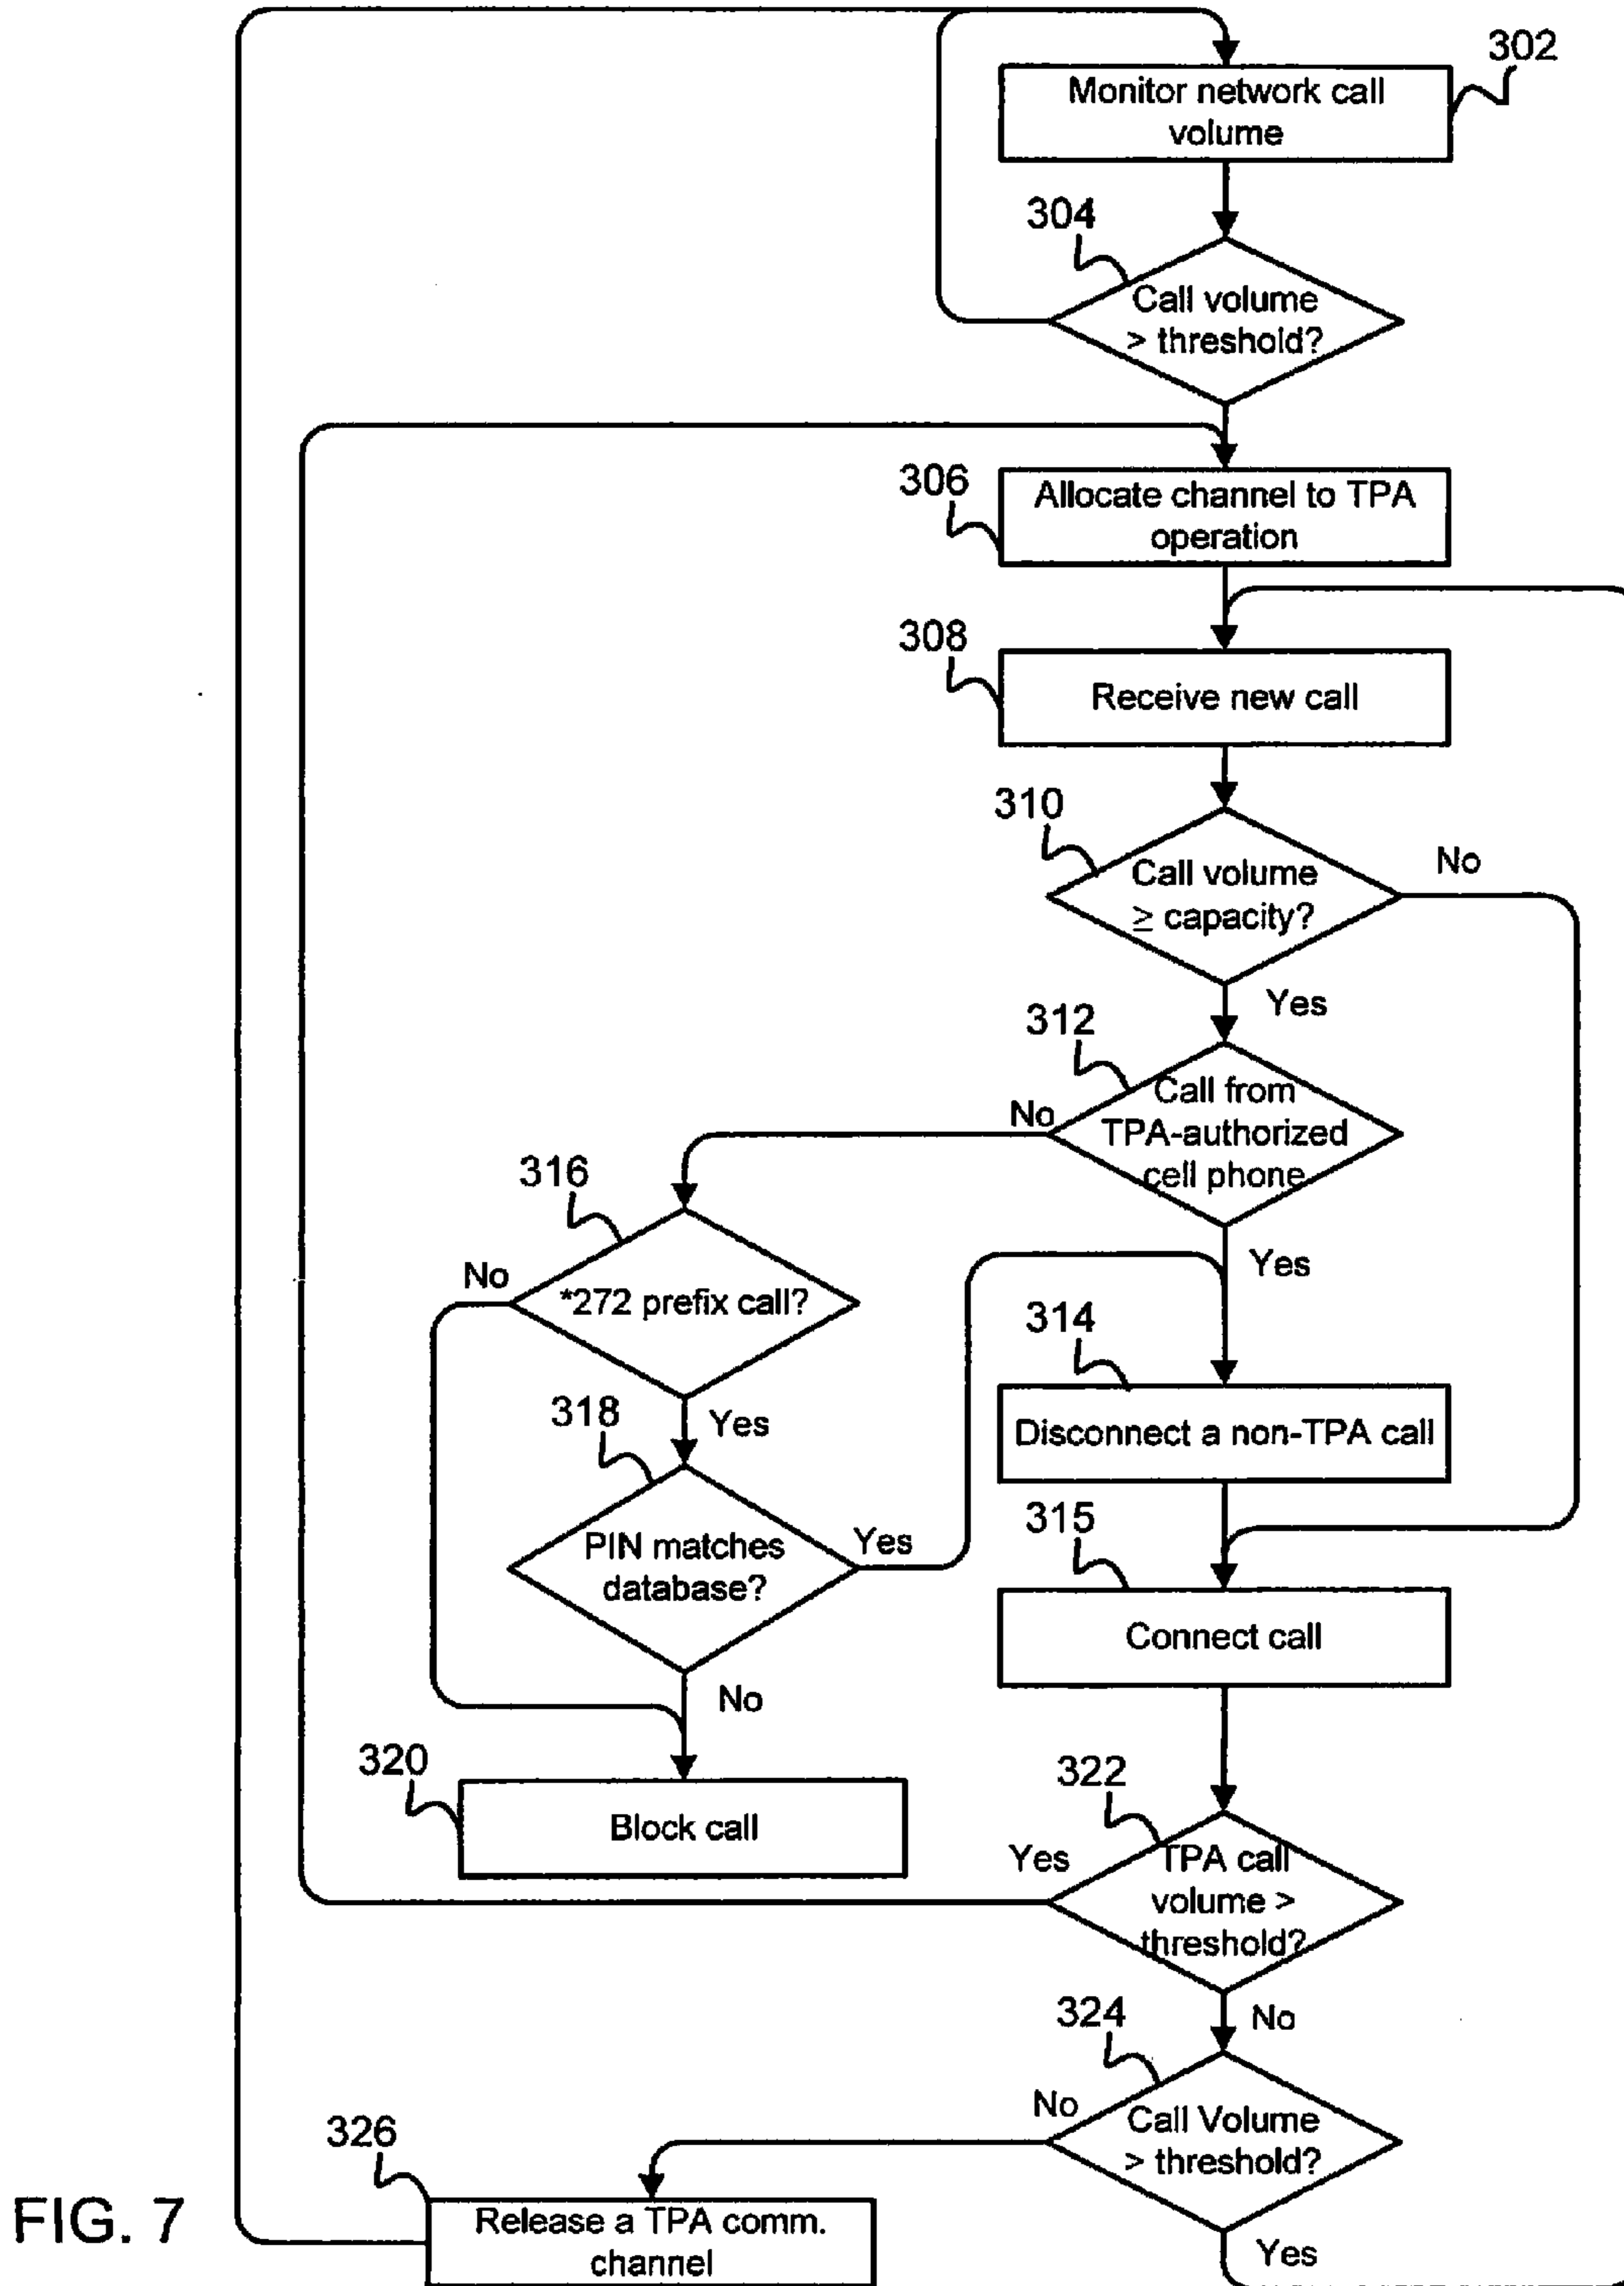 302
Monitor network call
volume
304
Call volume
> threshold?
306
Allocate channel to TPA
operation
308
Receive new call
310
Call volume
≥ capacity?
No
Yes
312
Call from
TPA-authorized
cell phone
No
Yes
316
*272 prefix call?
No
Yes
314
Disconnect a non-TPA call
318
PIN matches
database?
Yes
No
315
Connect call
320
Block call
322
TPA call
volume >
threshold?
Yes
No
324
Call Volume
> threshold?
No
Yes
326
Release a TPA comm.
channel
FIG. 7